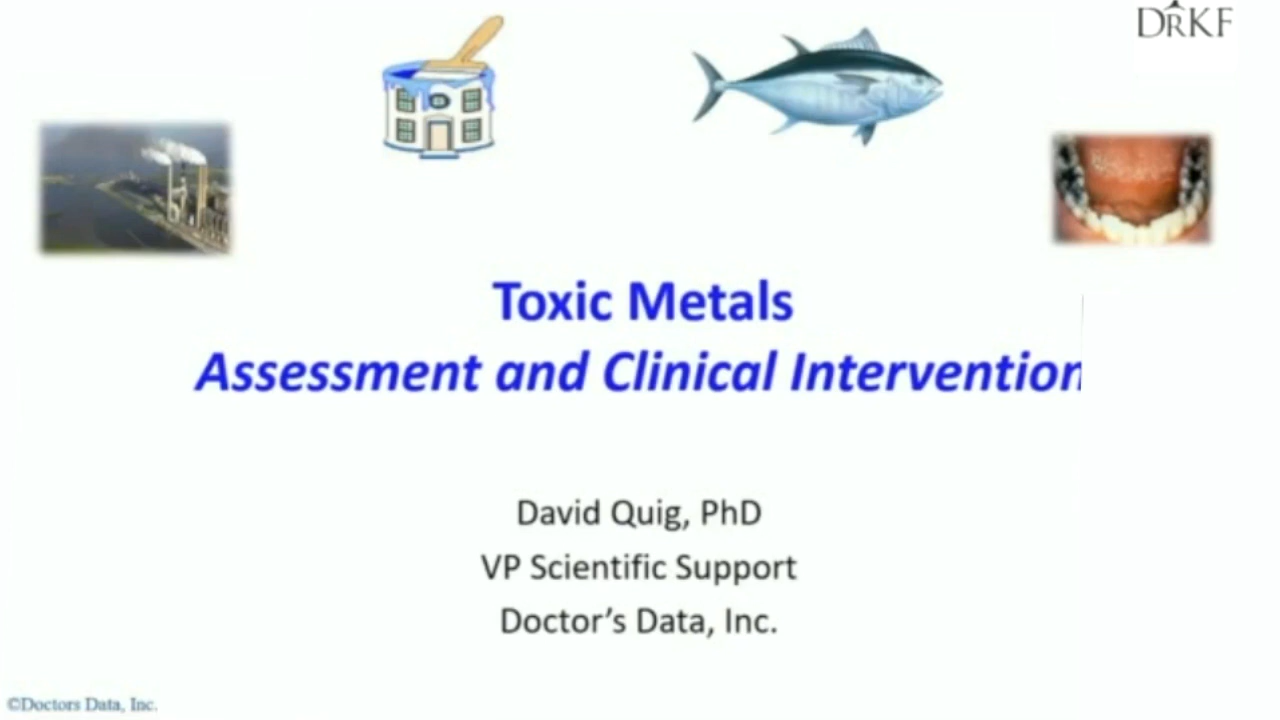 DRKF
Toxic Metals
Assessment and Clinical Intervention
David Quig, PhD
VP Scientific Support
Doctor's Data, Inc.
©Doctors Data, Inc.